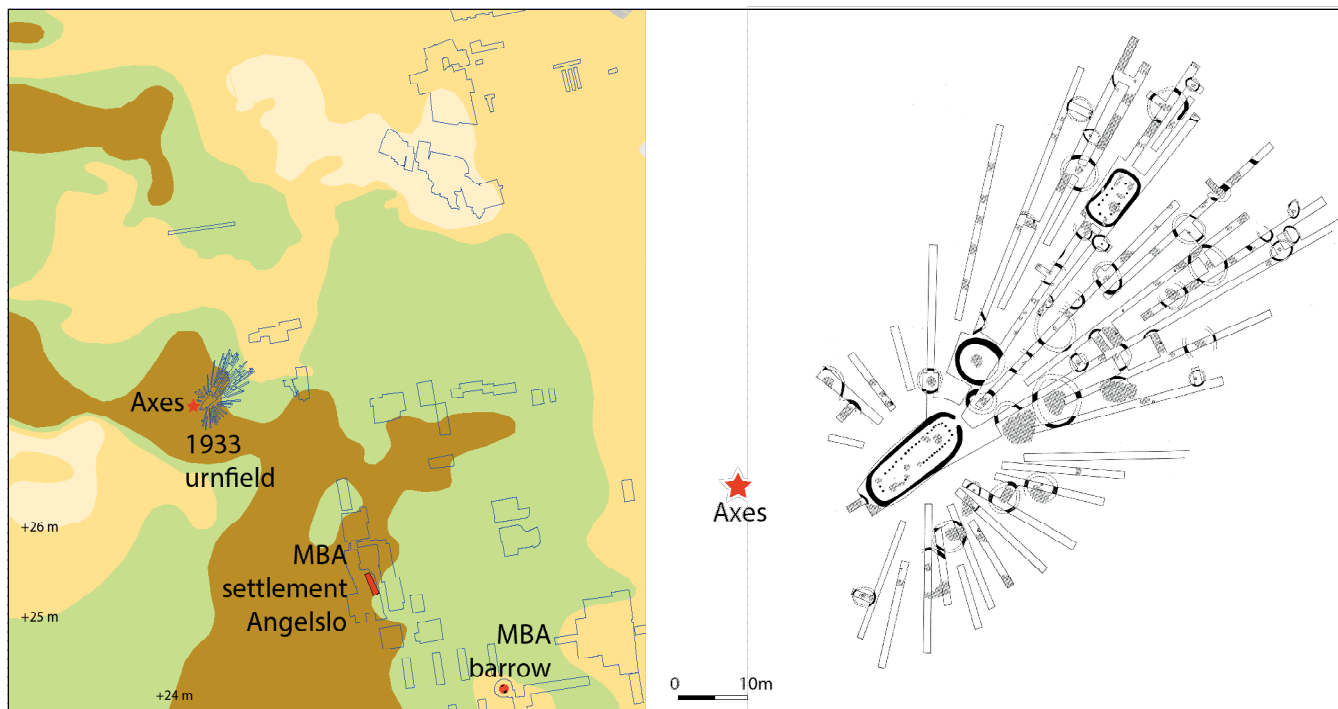 Axes
1933
urnfield
+26 m
MBA
settlement
Angelslo
+25 m
MBA
barrow
+24 m
Axes
0
10m